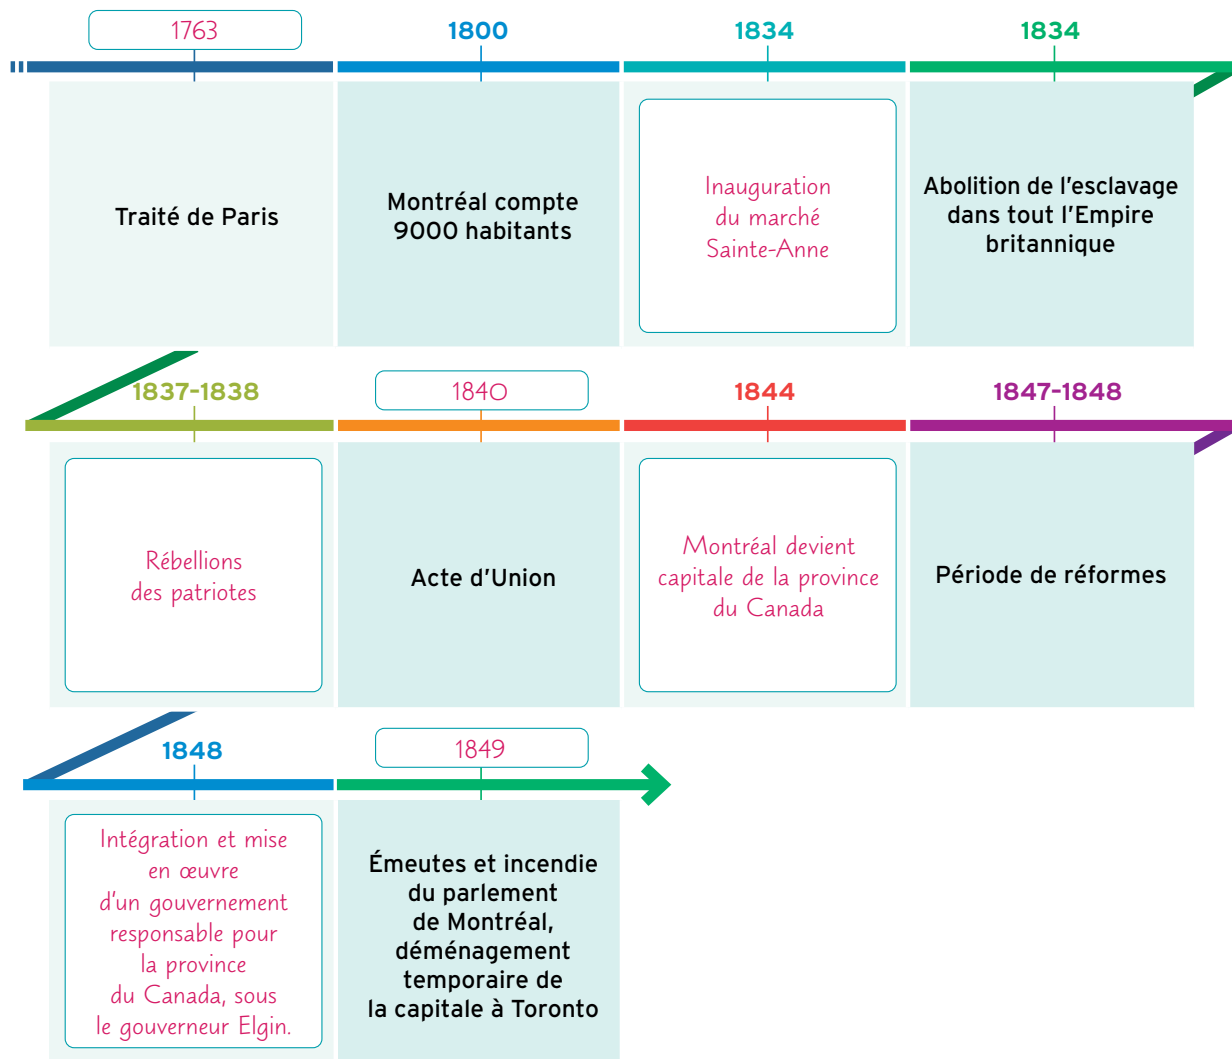 1763
Traité de Paris
1800
Montréal compte
9000 habitants
1834
Inauguration
du marché
Sainte-Anne
1834
Abolition de l'esclavage
dans tout l'Empire
britannique
1837-1838
Rébellions
des patriotes
1840
Acte d'Union
1844
Montréal devient
capitale de la province
du Canada
1847-1848
Période de réformes
1848
Intégration et mise
en œuvre
d'un gouvernement
responsable pour
la province
du Canada, sous
le gouverneur Elgin.
1849
Émeutes et incendie
du parlement
de Montréal,
déménagement
temporaire de
la capitale à Toronto